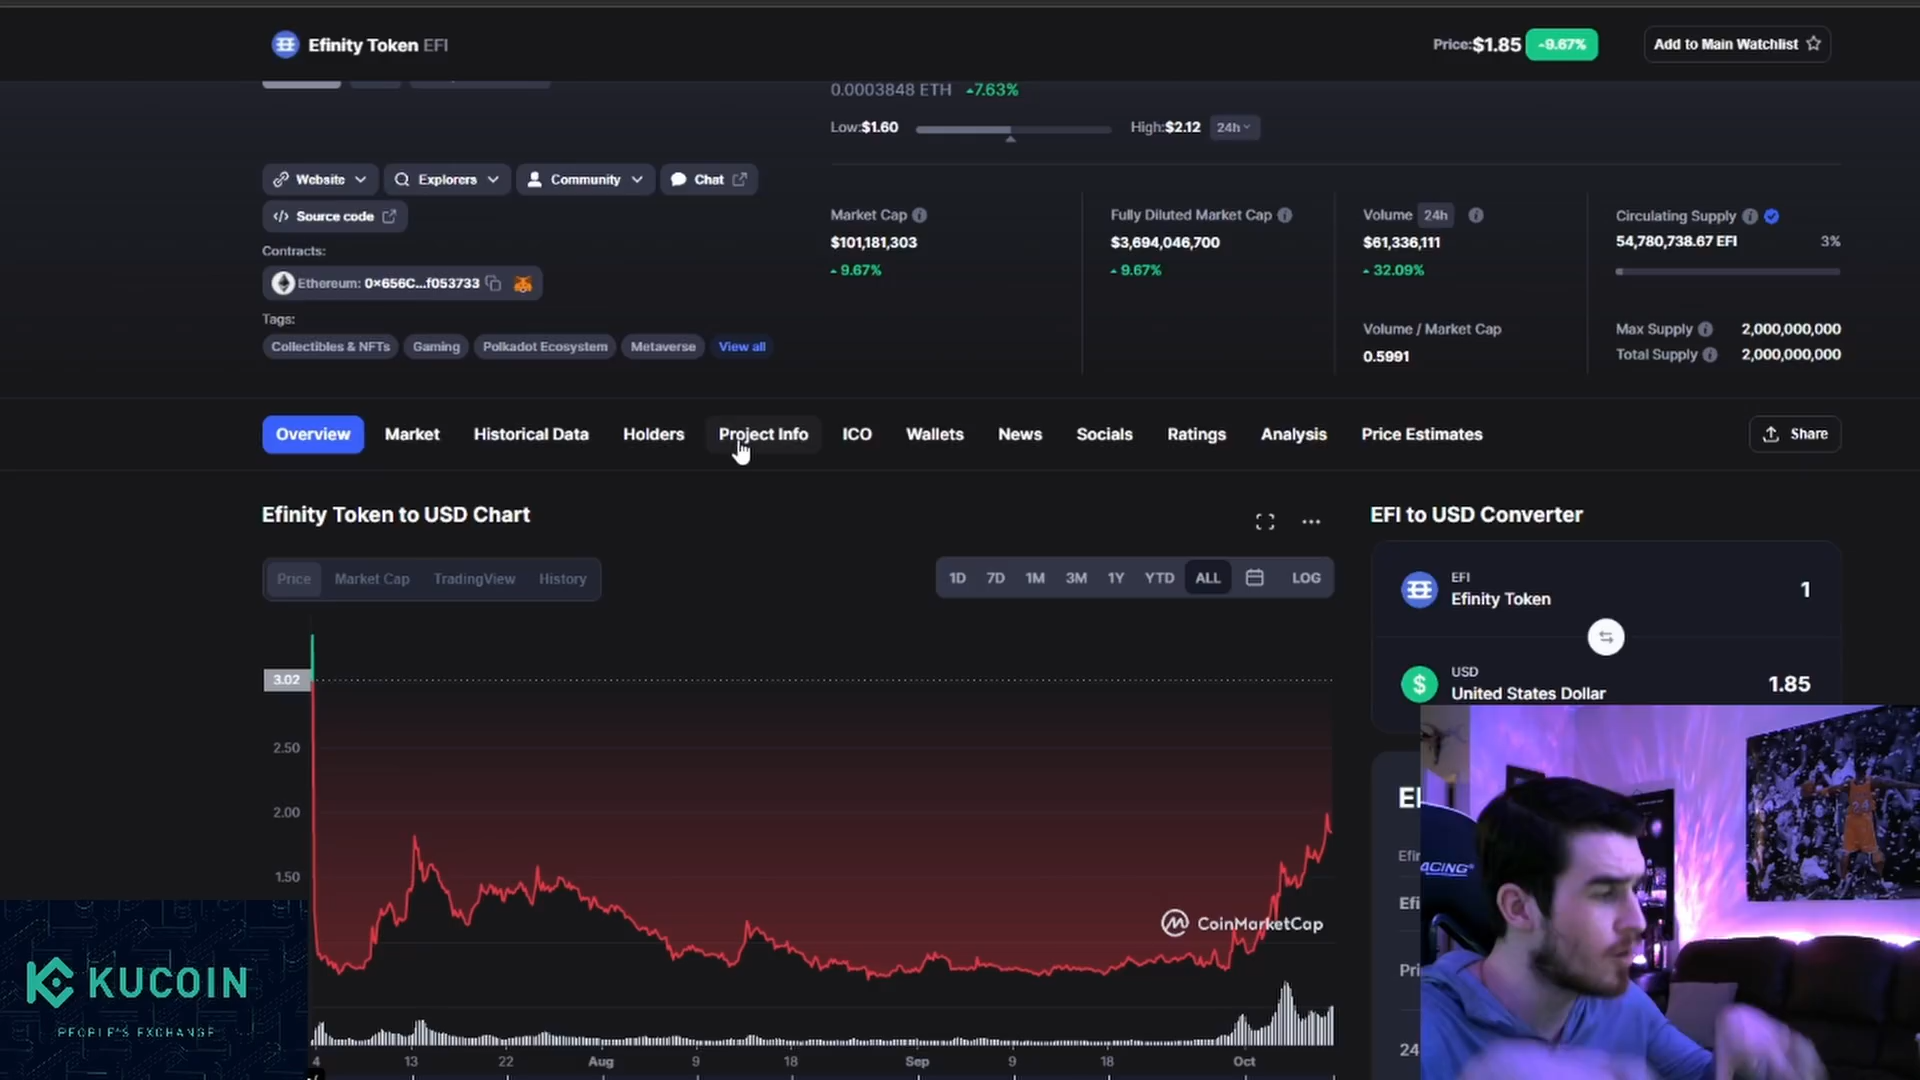 Efinity Token EFI
Price:$1.85 9.67%
Add to Main Watchlist
0.0003848 ETH 7.63%
Low:$1.60
High:$2.12 24h
Website
Explorers
Community
Chat
Source code
Contracts:
Ethereum: 0x656C...f053733
Tags:
Collectibles & NFTs
Gaming
Polkadot Ecosystem
Metaverse
View all
Market Cap
$101,181,303
9.67%
Fully Diluted Market Cap
$3,694,046,700
9.67%
Volume 24h
$61,336,111
32.09%
Volume / Market Cap
0.5991
Circulating Supply
54,780,738.67 EFI 3%
Max Supply 2,000,000,000
Total Supply 2,000,000,000
Overview Market Historical Data Holders Project Info ICO Wallets News Socials Ratings Analysis Price Estimates
Share
Efinity Token to USD Chart
Price Market Cap TradingView History
1D 7D 1M 3M 1Y YTD ALL LOG
3.02
2.50
2.00
1.50
CoinMarketCap
4 13 22 Aug 9 18 Sep 9 18 Oct
EFI to USD Converter
EFI
Efinity Token 1
USD
United States Dollar 1.85
24
KUCOIN
PEOPLE'S EXCHANGE
ACING
24